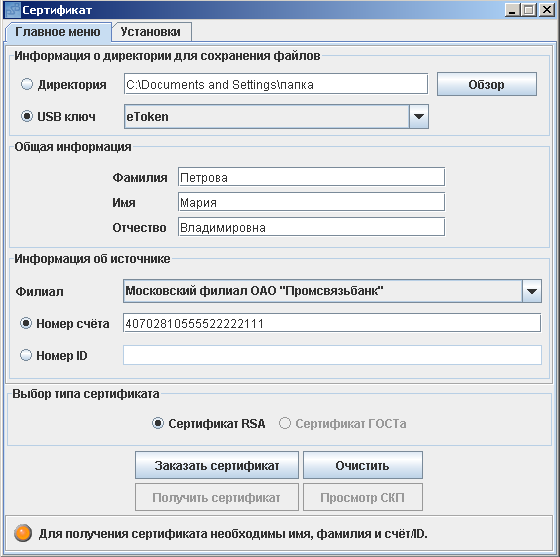 Сертификат
Главное меню Установки
Информация о директории для сохранения файлов
Директория C:\Documents and Settings\папка Обзор
USB ключ eToken
Общая информация
Фамилия Петрова
Имя Мария
Отчество Владимировна
Информация об источнике
Филиал Московский филиал ОАО "Промсвязьбанк"
Номер счёта 40702810555522222111
Номер ID
Выбор типа сертификата
Сертификат RSA Сертификат ГОСТа
Заказать сертификат Очистить
Получить сертификат Просмотр СКП
Для получения сертификата необходимы имя, фамилия и счёт/ID.